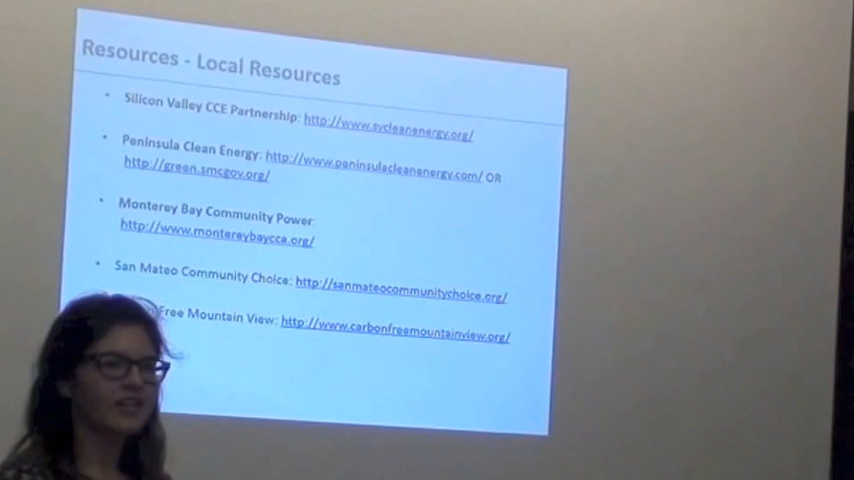 Resources - Local Resources
• Silicon Valley CCE Partnership: http://www.svcleanenergy.org/
• Peninsula Clean Energy: http://www.peninsulacleanenergy.com/ OR
http://green.smcgov.org/
• Monterey Bay Community Power:
http://www.montereybaycca.org/
• San Mateo Community Choice: http://sanmateocommunitychoice.org/
Free Mountain View: http://www.carbonfreemountainview.org/